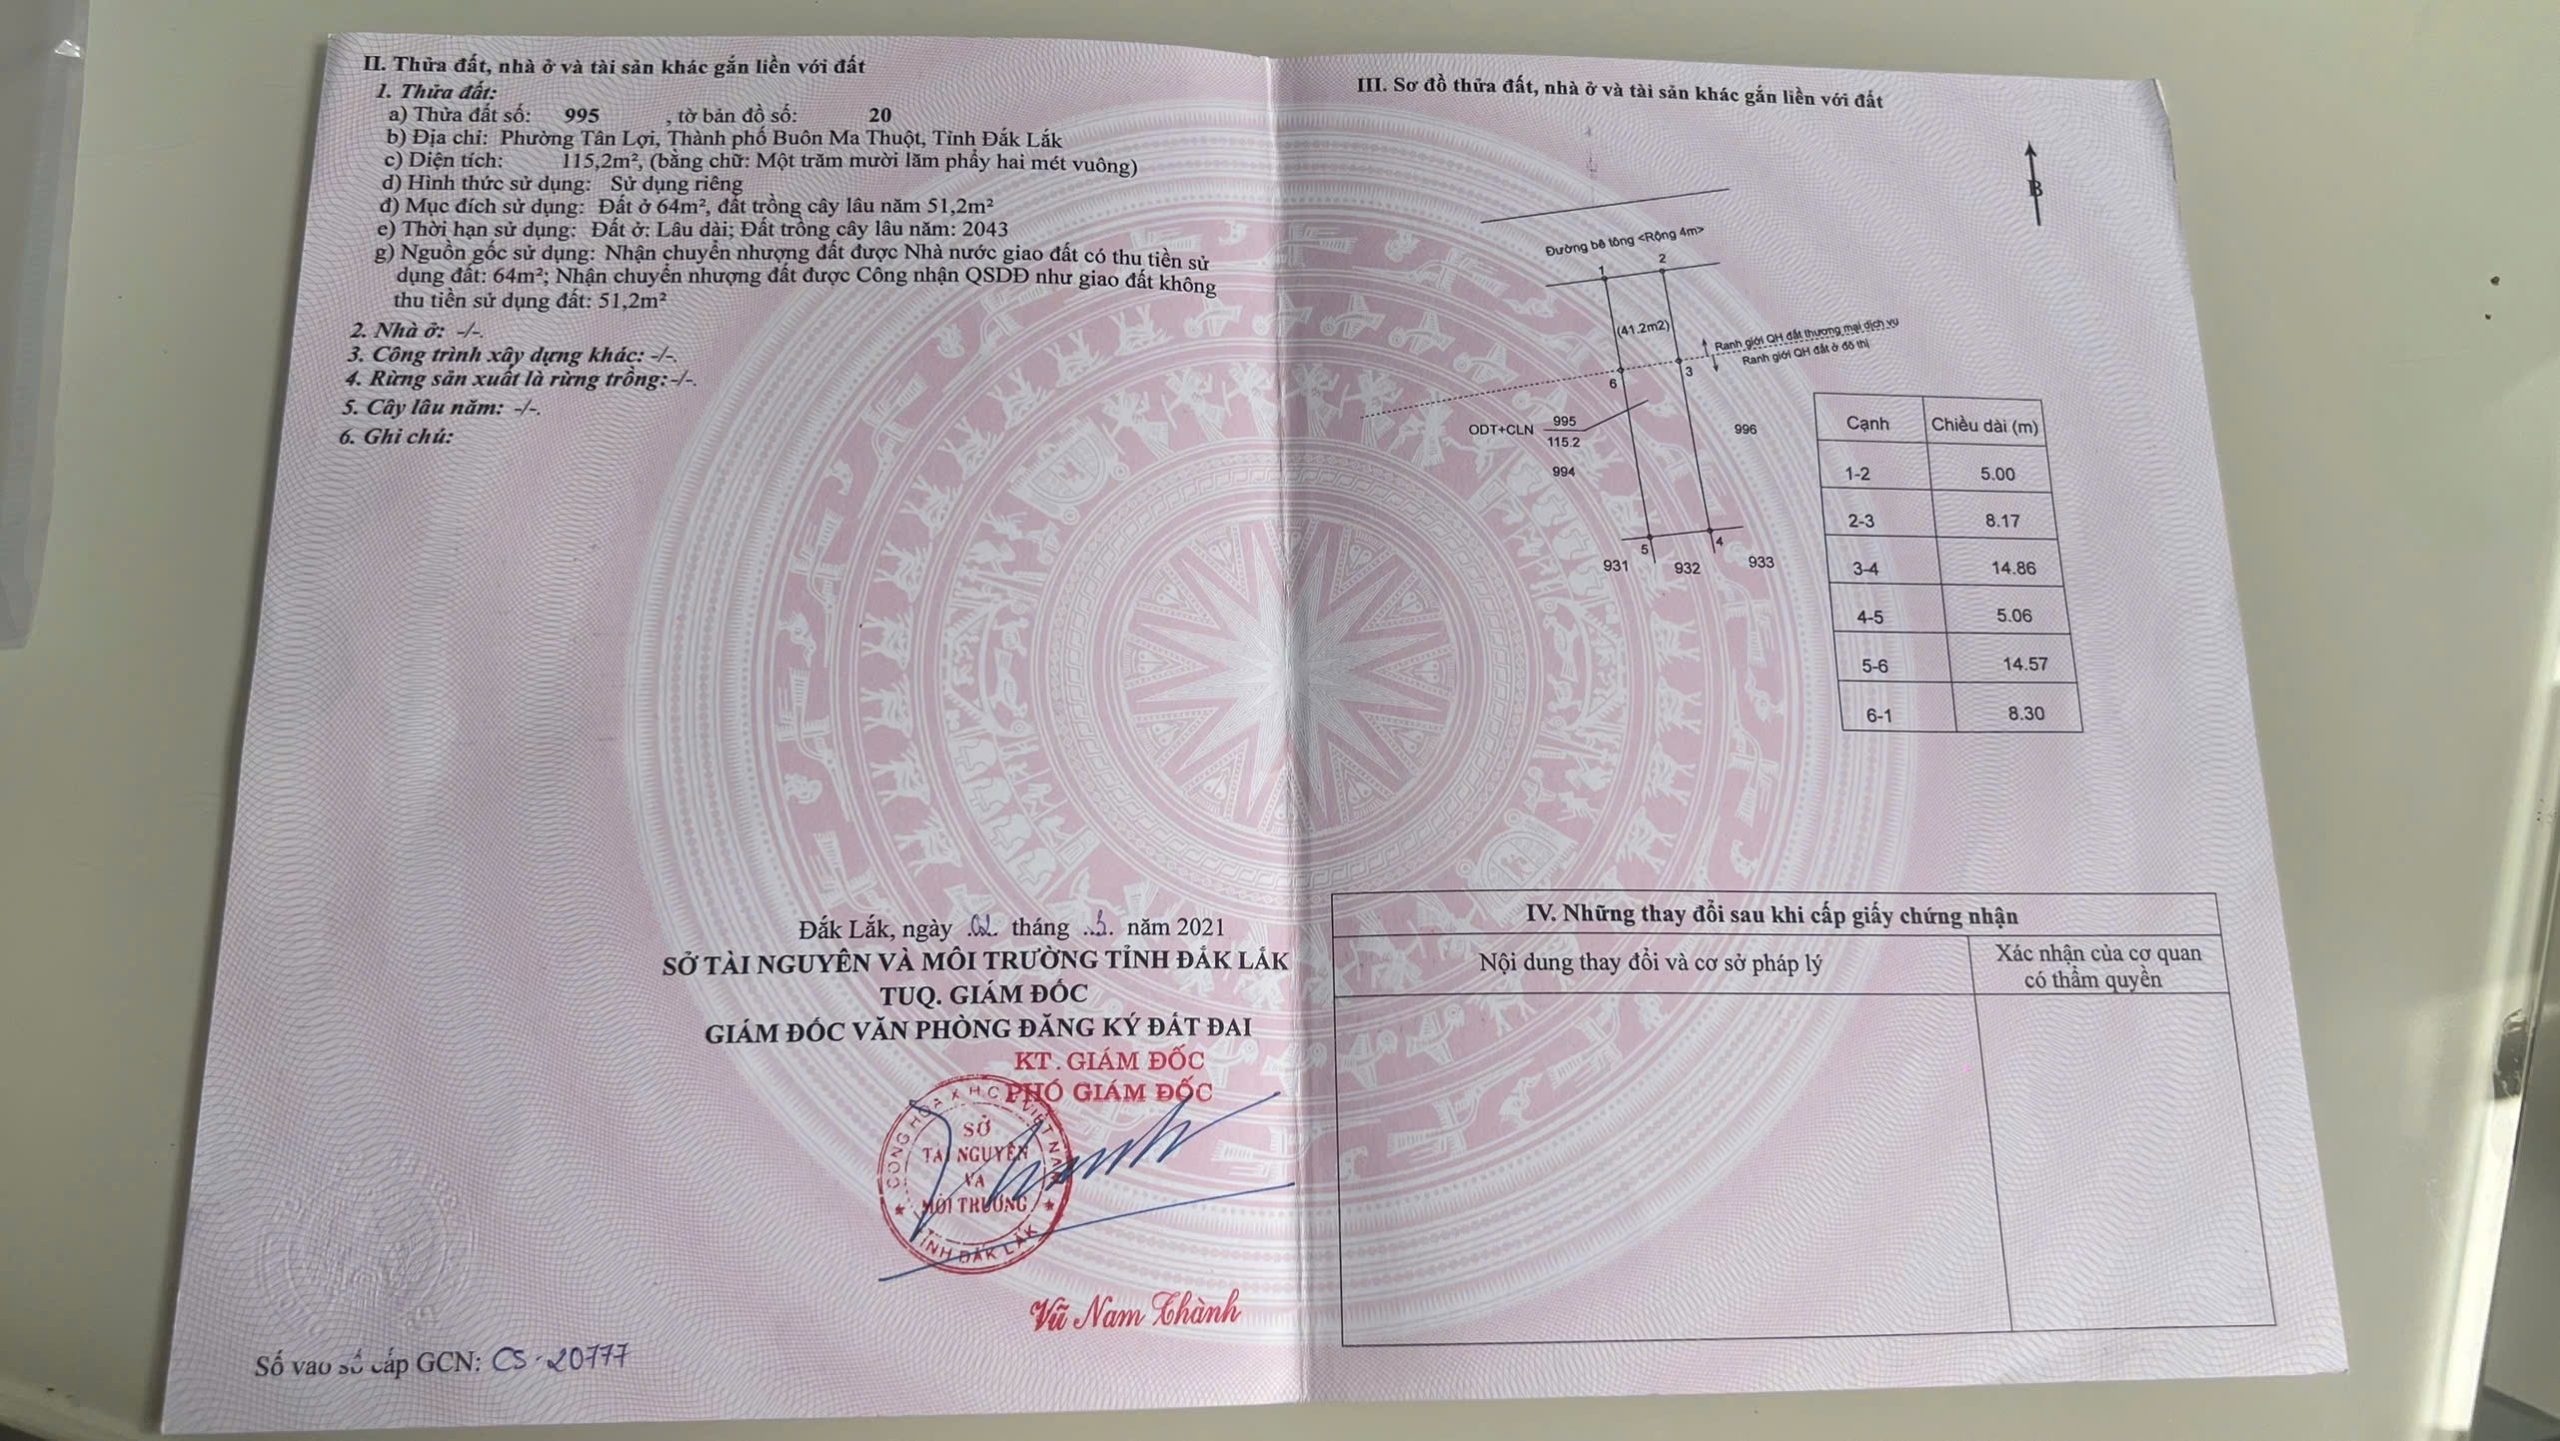 II. Thửa đất, nhà ở và tài sản khác gắn liền với đất
1. Thửa đất:
a) Thửa đất số: 995 , tờ bản đồ số: 20
b) Địa chỉ: Phường Tân Lợi, Thành phố Buôn Ma Thuột, Tỉnh Đắk Lắk
c) Diện tích: 115,2m², (bằng chữ: Một trăm mười lăm phẩy hai mét vuông)
d) Hình thức sử dụng: Sử dụng riêng
đ) Mục đích sử dụng: Đất ở 64m², đất trồng cây lâu năm 51,2m²
e) Thời hạn sử dụng: Đất ở: Lâu dài; Đất trồng cây lâu năm: 2043
g) Nguồn gốc sử dụng: Nhận chuyển nhượng đất được Nhà nước giao đất có thu tiền sử
dụng đất: 64m²; Nhận chuyển nhượng đất được Công nhận QSDĐ như giao đất không
thu tiền sử dụng đất: 51,2m²
2. Nhà ở: -/-.
3. Công trình xây dựng khác: -/-.
4. Rừng sản xuất là rừng trồng: -/-.
5. Cây lâu năm: -/-.
6. Ghi chú:
Đắk Lắk, ngày 02 tháng 3 năm 2021
SỞ TÀI NGUYÊN VÀ MÔI TRƯỜNG TỈNH ĐẮK LẮK
TUQ. GIÁM ĐỐC
GIÁM ĐỐC VĂN PHÒNG ĐĂNG KÝ ĐẤT ĐAI
KT. GIÁM ĐỐC
PHÓ GIÁM ĐỐC
CỘNG HÒA X.H.C.N VIỆT NAM
SỞ
TÀI NGUYÊN
VÀ
MÔI TRƯỜNG
TỈNH ĐẮK LẮK
Vũ Nam Thành
Số vào sổ cấp GCN: CS-20777
III. Sơ đồ thửa đất, nhà ở và tài sản khác gắn liền với đất
B
Đường bê tông <Rộng 4m>
1 2
(41.2m2)
Ranh giới QH đất thương mại dịch vụ
Ranh giới QH đất ở đô thị
6 3
ODT+CLN 995
115.2
996
994
5 4
931 932 933
Cạnh Chiều dài (m)
1-2 5.00
2-3 8.17
3-4 14.86
4-5 5.06
5-6 14.57
6-1 8.30
IV. Những thay đổi sau khi cấp giấy chứng nhận
Nội dung thay đổi và cơ sở pháp lý
Xác nhận của cơ quan
có thẩm quyền